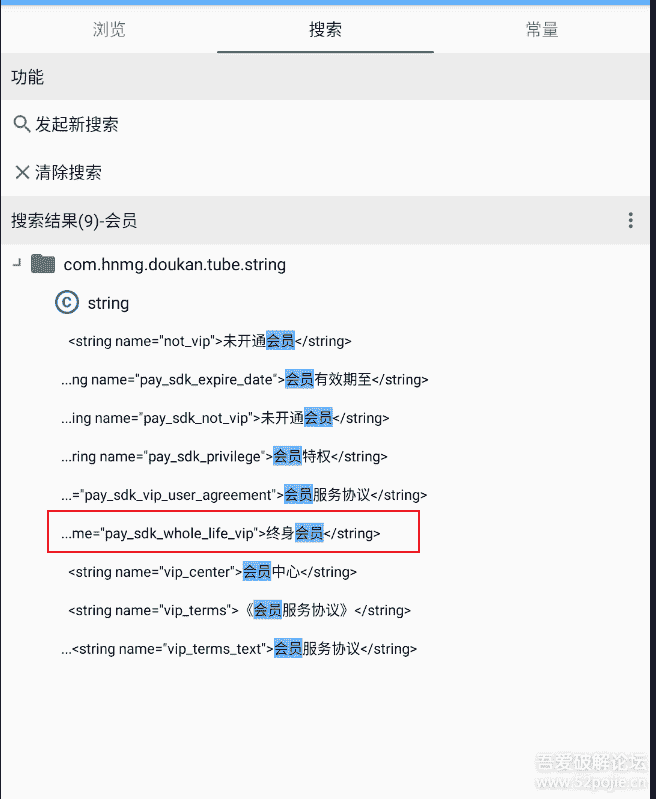 浏览 搜索 常量
功能
发起新搜索
清除搜索
搜索结果(9)-会员
com.hnmg.doukan.tube.string
C string
<string name="not_vip">未开通会员</string>
...ng name="pay_sdk_expire_date">会员有效期至</string>
...ing name="pay_sdk_not_vip">未开通会员</string>
...ring name="pay_sdk_privilege">会员特权</string>
...="pay_sdk_vip_user_agreement">会员服务协议</string>
...me="pay_sdk_whole_life_vip">终身会员</string>
<string name="vip_center">会员中心</string>
<string name="vip_terms">《会员服务协议》</string>
...<string name="vip_terms_text">会员服务协议</string>
吾爱破解论坛
www.52pojie.cn